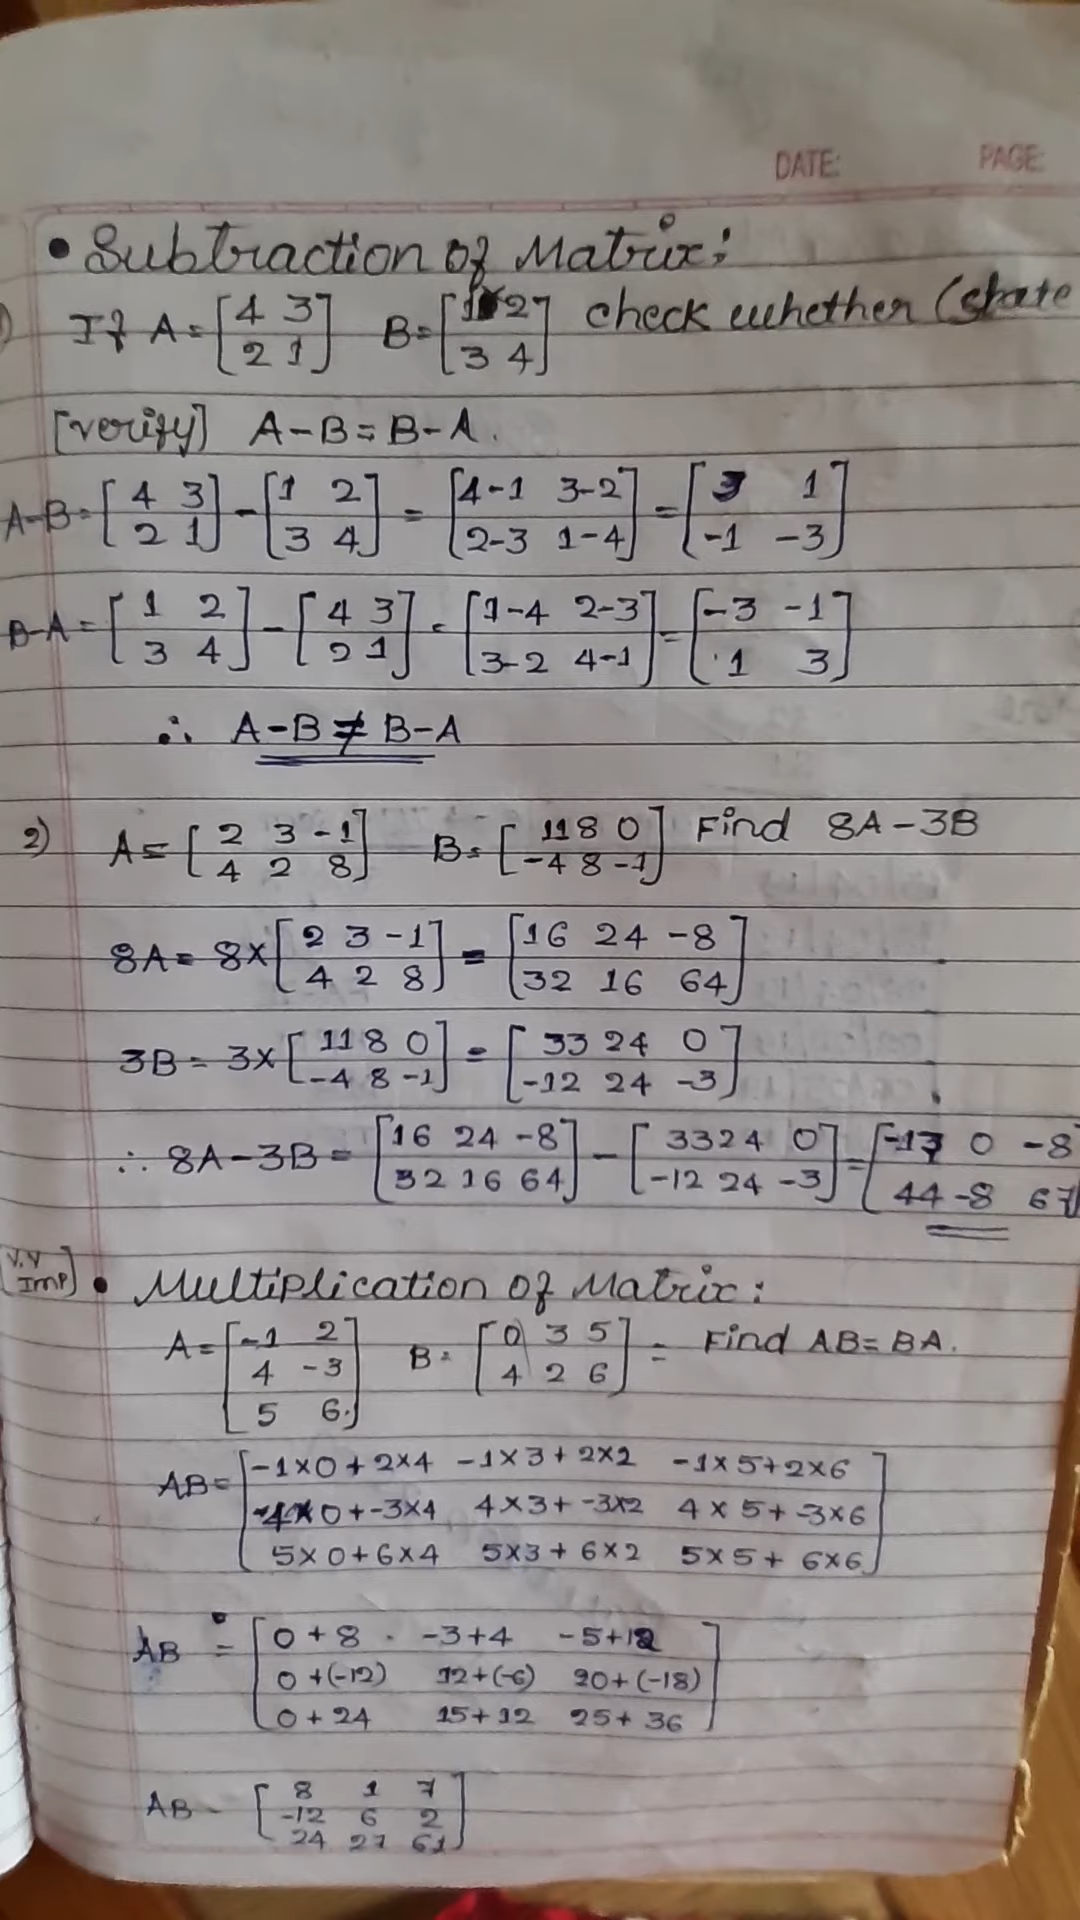 DATE: PAGE:
• Subtraction of Matrix:
If A = [4 3 B = [1 2 check whether (state
2 1] 3 4]
[verify] A-B = B-A.
A-B = [4 3 - [1 2 = [4-1 3-2 = [3 1
2 1] 3 4] 2-3 1-4] -1 -3]
B-A = [1 2 - [4 3 = [1-4 2-3 = [-3 -1
3 4] 2 1] 3-2 4-1] 1 3]
∴ A-B ≠ B-A
2) A = [2 3 -1 B = [11 8 0 Find 8A-3B
4 2 8] -4 8 -1]
8A = 8×[2 3 -1 = [16 24 -8
4 2 8] 32 16 64]
3B = 3×[11 8 0 = [33 24 0
-4 8 -1] -12 24 -3]
∴ 8A-3B = [16 24 -8 - [33 24 0 = [-17 0 -8
32 16 64] -12 24 -3] 44 -8 67
[V.V
Imp] • Multiplication of Matrix:
A = [-1 2 B = [0 3 5 = Find AB = BA.
4 -3 4 2 6]
5 6]
AB = [-1×0+2×4 -1×3+2×2 -1×5+2×6
4×0+-3×4 4×3+-3×2 4×5+-3×6
5×0+6×4 5×3+6×2 5×5+6×6]
AB = [0+8 -3+4 -5+12
0+(-12) 12+(-6) 20+(-18)
0+24 15+12 25+36]
AB = [8 1 7
-12 6 2
24 27 61]